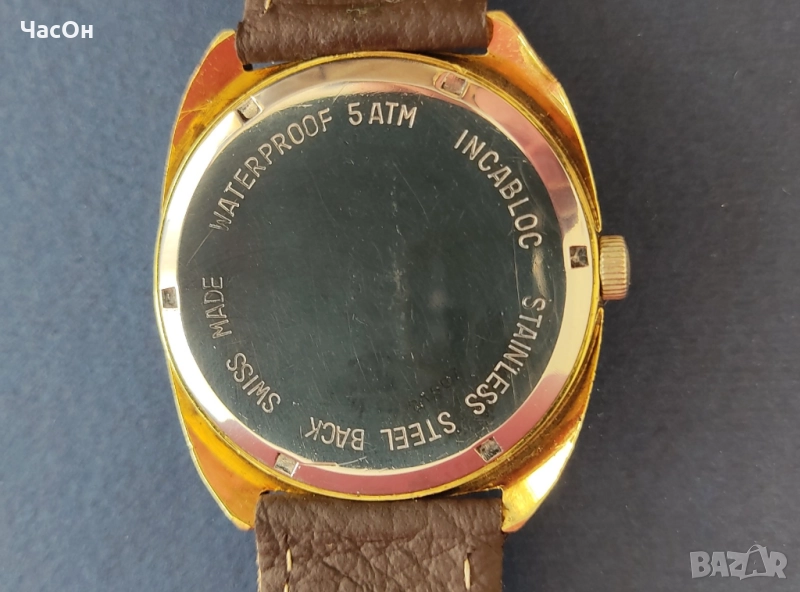 ЧасОн
WATERPROOF 5 ATM
INCABLOC
STAINLESS STEEL BACK
SWISS MADE
BAZAR